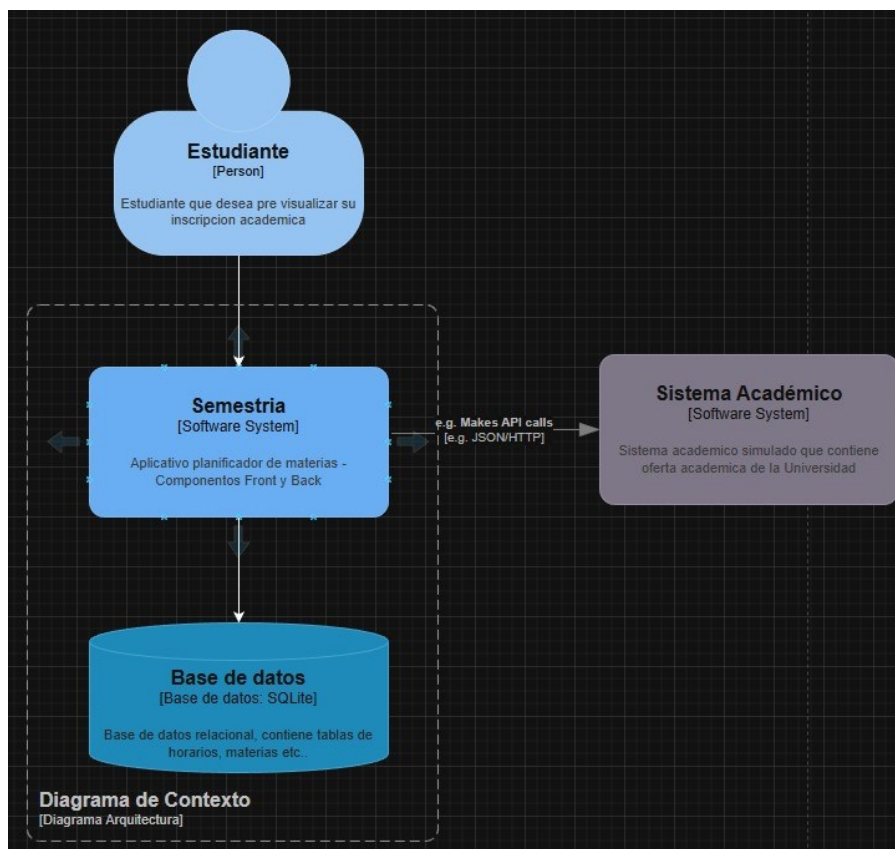 Estudiante
[Person]
Estudiante que desea pre visualizar su
inscripcion academica
Semestria
[Software System]
Aplicativo planificador de materias -
Componentos Front y Back
e.g. Makes API calls
[e.g. JSON/HTTP]
Sistema Académico
[Software System]
Sistema academico simulado que contiene
oferta academica de la Universidad
Base de datos
[Base de datos: SQLite]
Base de datos relacional, contiene tablas de
horarios, materias etc..
Diagrama de Contexto
[Diagrama Arquitectura]